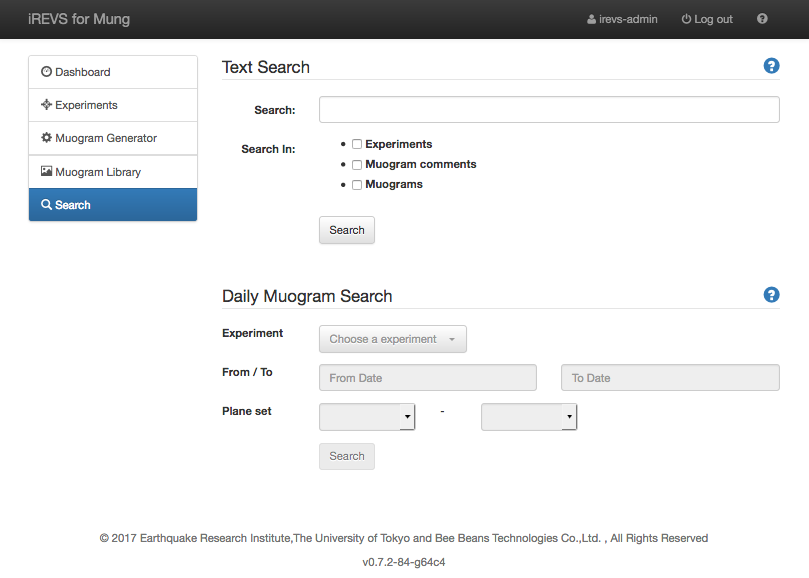 iREVS for Mung
irevs-admin Log out ?
Dashboard
Experiments
Muogram Generator
Muogram Library
Search
Text Search ?
Search:
Search In:
• Experiments
• Muogram comments
• Muograms
Search
Daily Muogram Search ?
Experiment Choose a experiment
From / To From Date To Date
Plane set -
Search
© 2017 Earthquake Research Institute,The University of Tokyo and Bee Beans Technologies Co.,Ltd. , All Rights Reserved
v0.7.2-84-g64c4